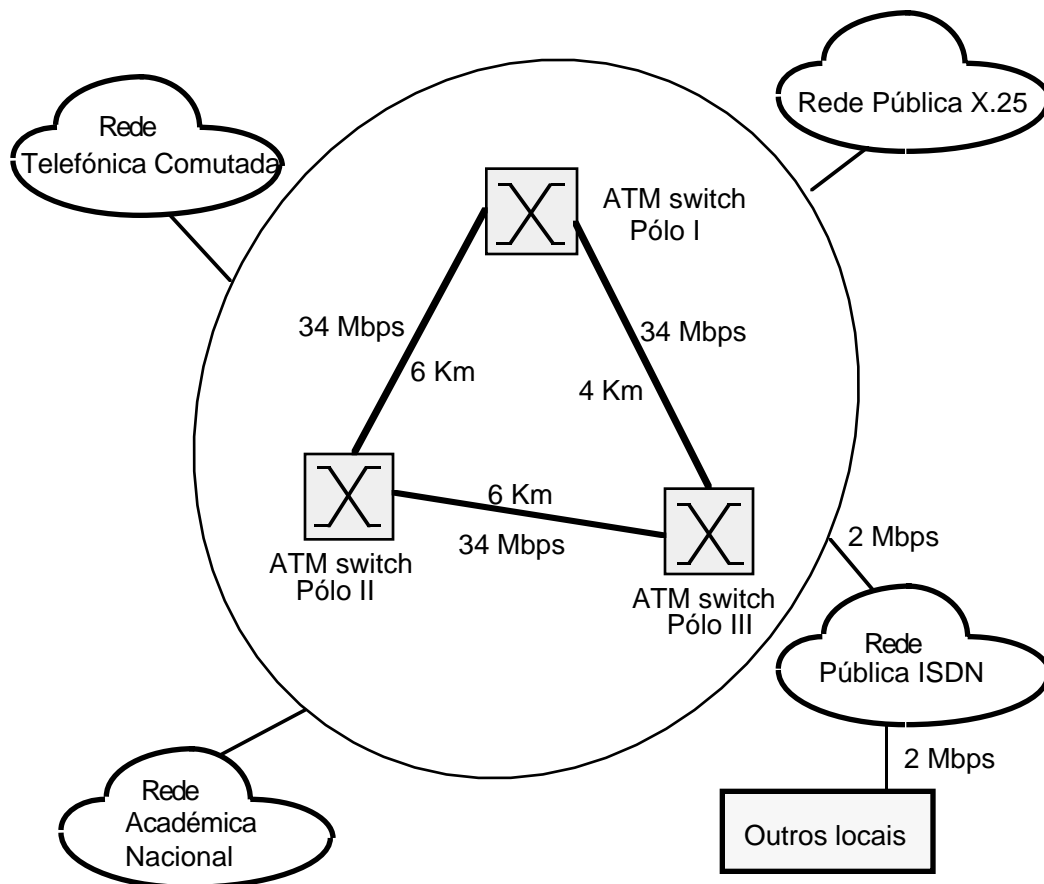 Rede
Telefónica Comutada
Rede Pública X.25
ATM switch
Pólo I
34 Mbps
6 Km
34 Mbps
4 Km
6 Km
34 Mbps
ATM switch
Pólo II
ATM switch
Pólo III
2 Mbps
Rede
Pública ISDN
2 Mbps
Outros locais
Rede
Académica
Nacional